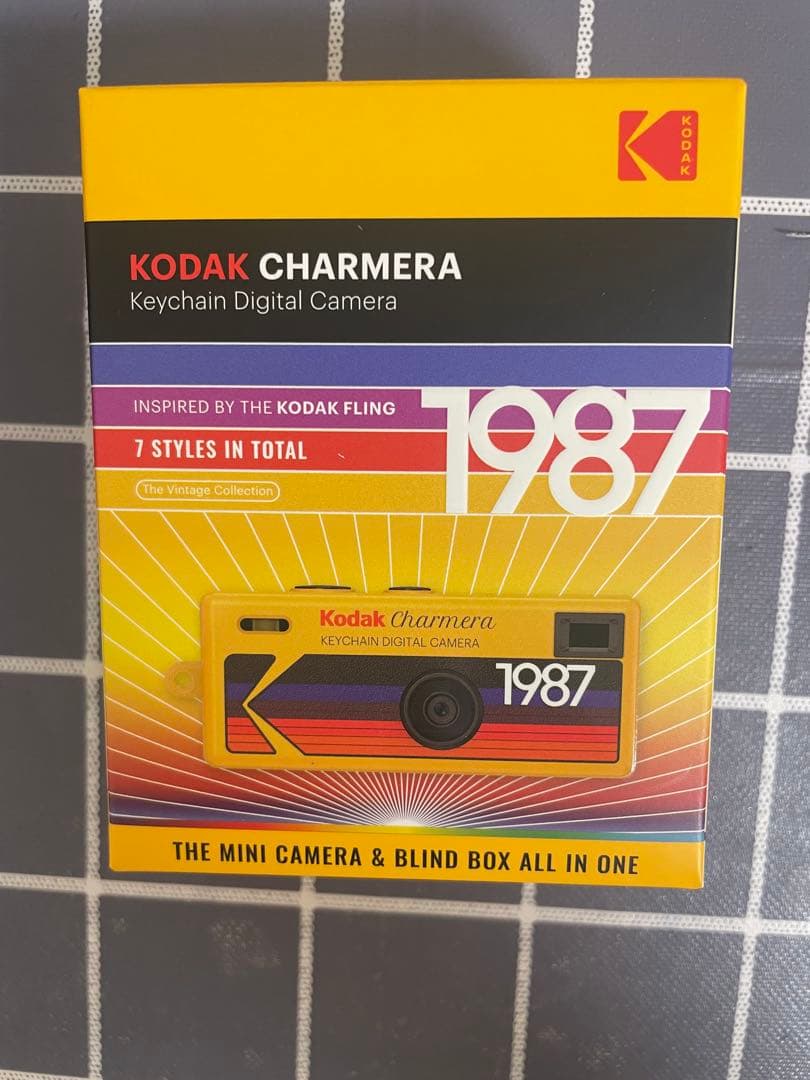 KODAK
KODAK CHARMERA
Keychain Digital Camera
INSPIRED BY THE KODAK FLING
1987
7 STYLES IN TOTAL
The Vintage Collection
Kodak Charmera
KEYCHAIN DIGITAL CAMERA
1987
THE MINI CAMERA & BLIND BOX ALL IN ONE